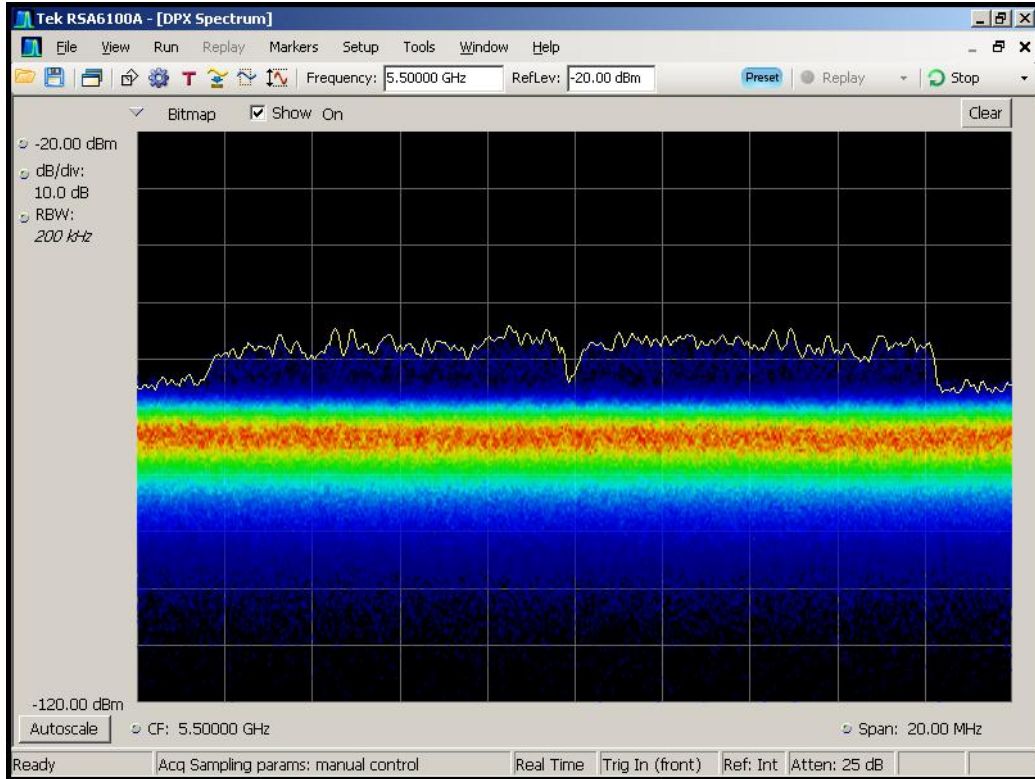 Tek RSA6100A - [DPX Spectrum]
File View Run Replay Markers Setup Tools Window Help
T Frequency: 5.50000 GHz RefLev: -20.00 dBm Preset Replay Stop
Bitmap Show On Clear
-20.00 dBm
dB/div:
10.0 dB
RBW:
200 kHz
-120.00 dBm
Autoscale CF: 5.50000 GHz Span: 20.00 MHz
Ready Acq Sampling params: manual control Real Time Trig In (front) Ref: Int Atten: 25 dB